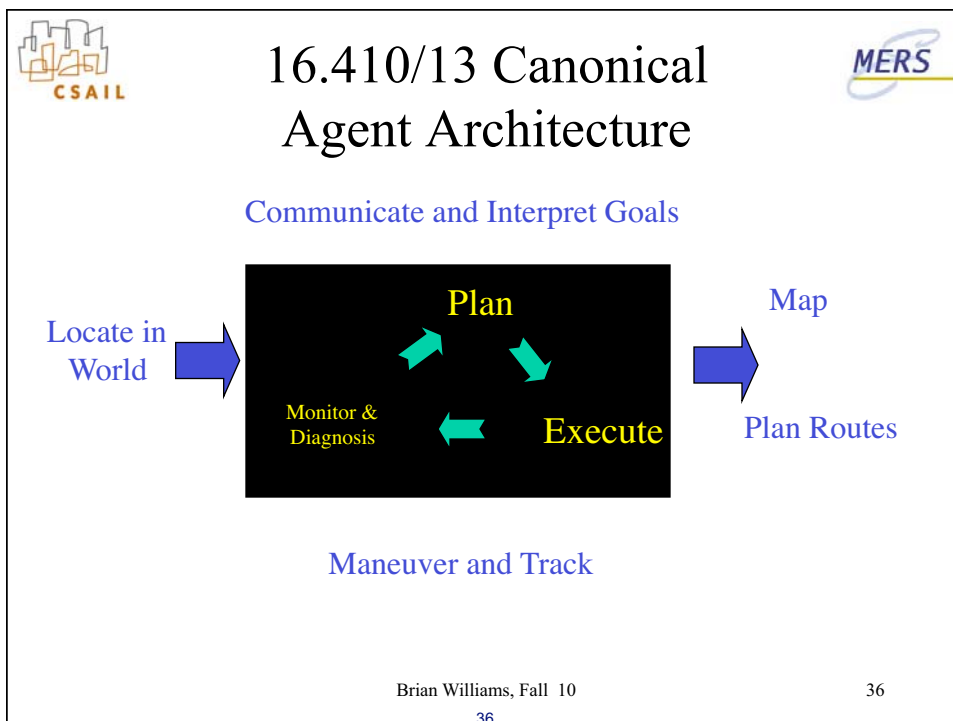 CSAIL
16.410/13 Canonical
Agent Architecture
MERS
Communicate and Interpret Goals
Locate in
World
Plan
Monitor &
Diagnosis
Execute
Map
Plan Routes
Maneuver and Track
Brian Williams, Fall 10
36
36